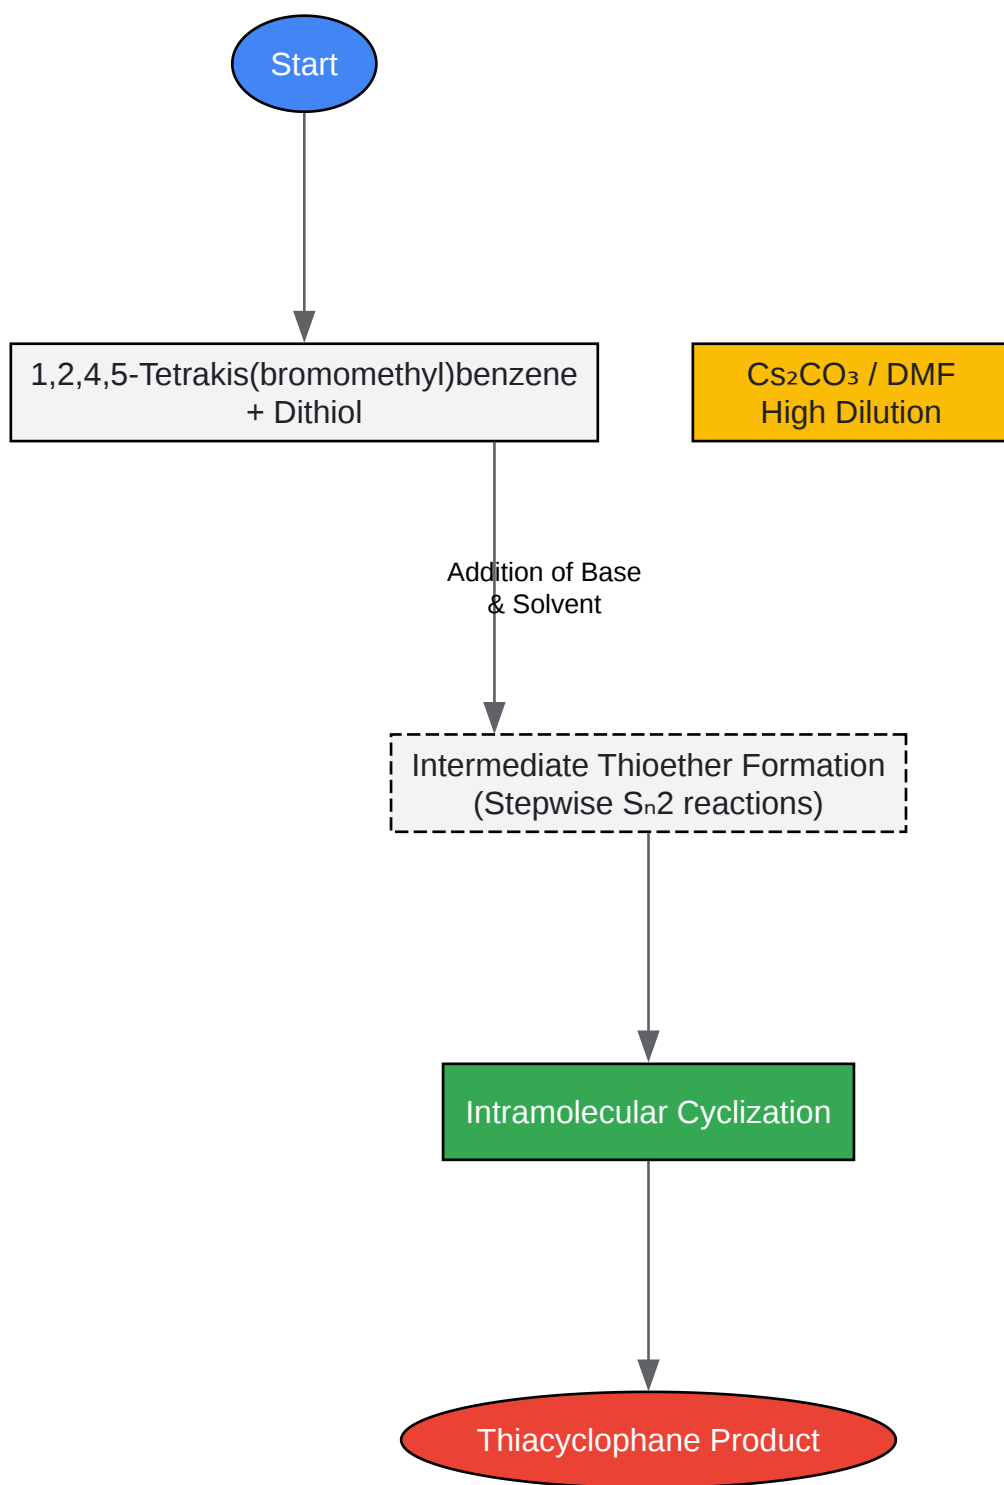 Start
1,2,4,5-Tetrakis(bromomethyl)benzene
+ Dithiol
Cs₂CO₃ / DMF
High Dilution
Addition of Base
& Solvent
Intermediate Thioether Formation
(Stepwise Sₙ2 reactions)
Intramolecular Cyclization
Thiacyclophane Product